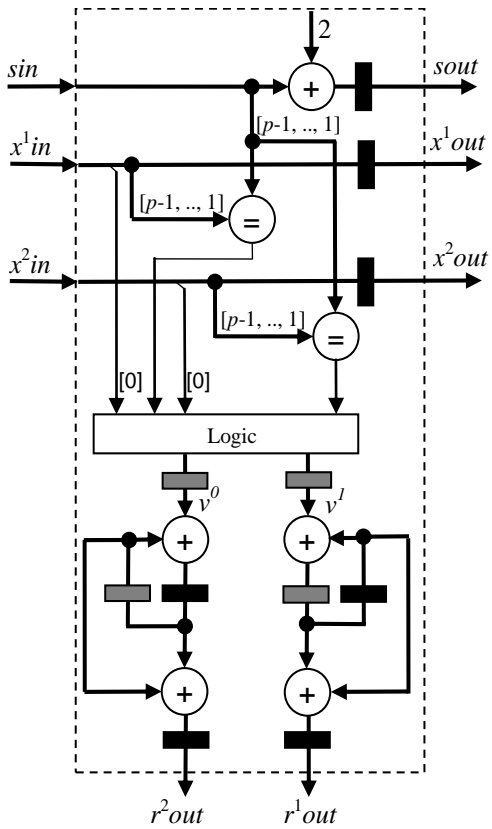 2
sin
+
sout
[p-1, .., 1]
x¹in
x¹out
[p-1, .., 1]
=
x²in
x²out
[p-1, .., 1]
=
[0]
[0]
Logic
v⁰
v¹
+
+
+
+
r²out
r¹out